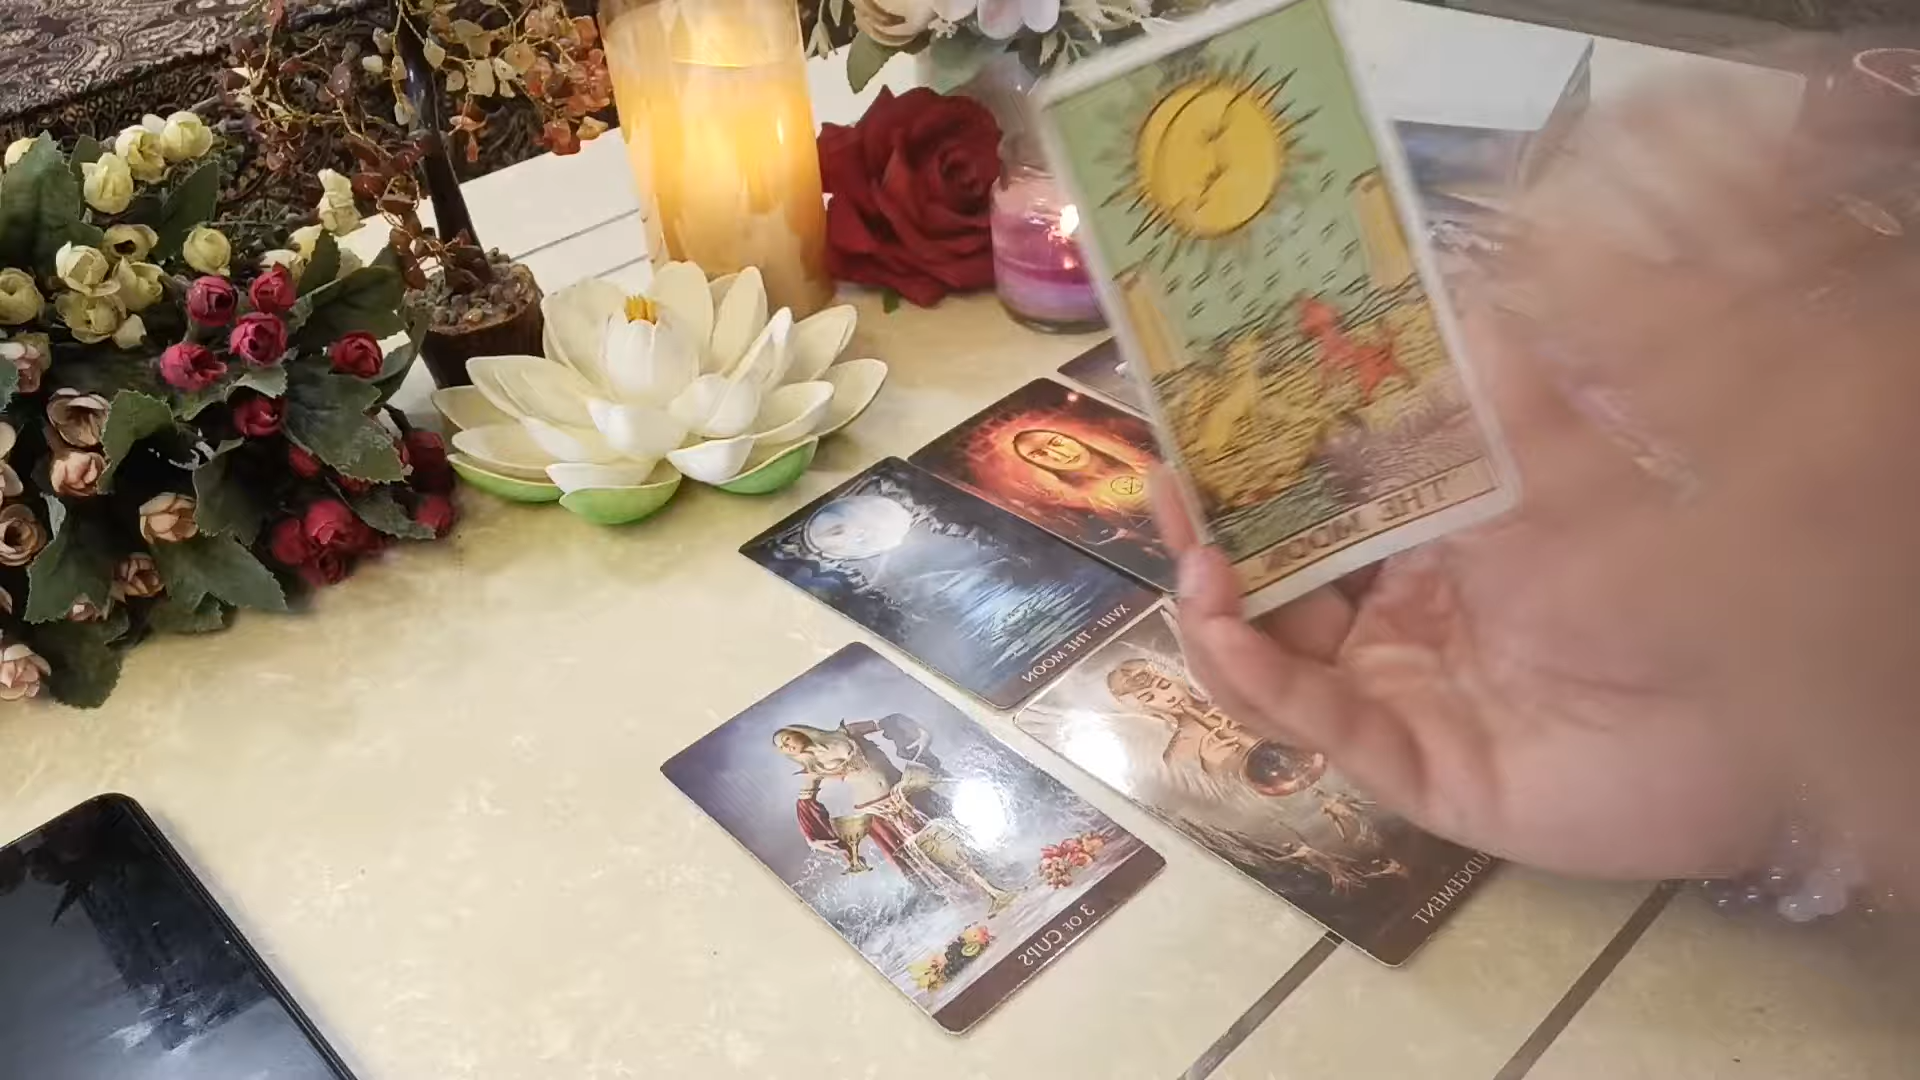 THE MOON
XVIII - THE MOON
JUDGEMENT
3 OF CUPS